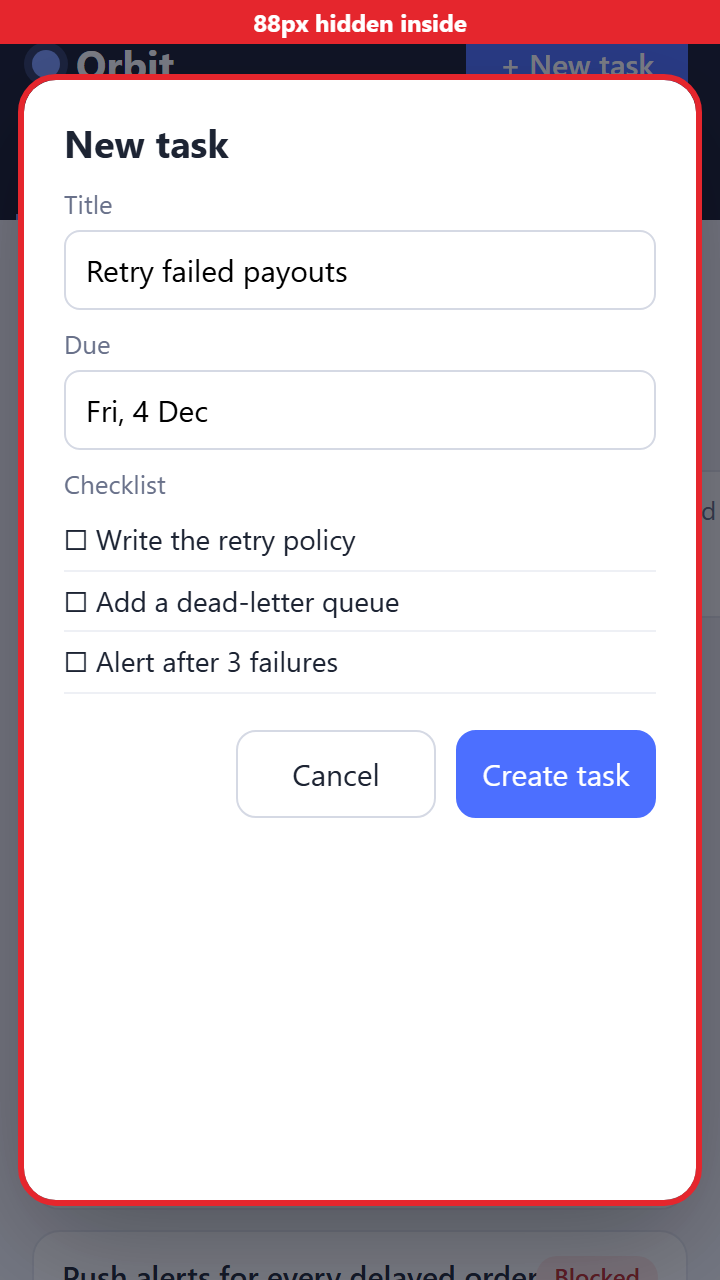 88px hidden inside
Orbit
+ New task
New task
Title
Retry failed payouts
Due
Fri, 4 Dec
Checklist
d
☐ Write the retry policy
☐ Add a dead-letter queue
☐ Alert after 3 failures
Cancel
Create task
Push alerts for every delayed order
Blocked